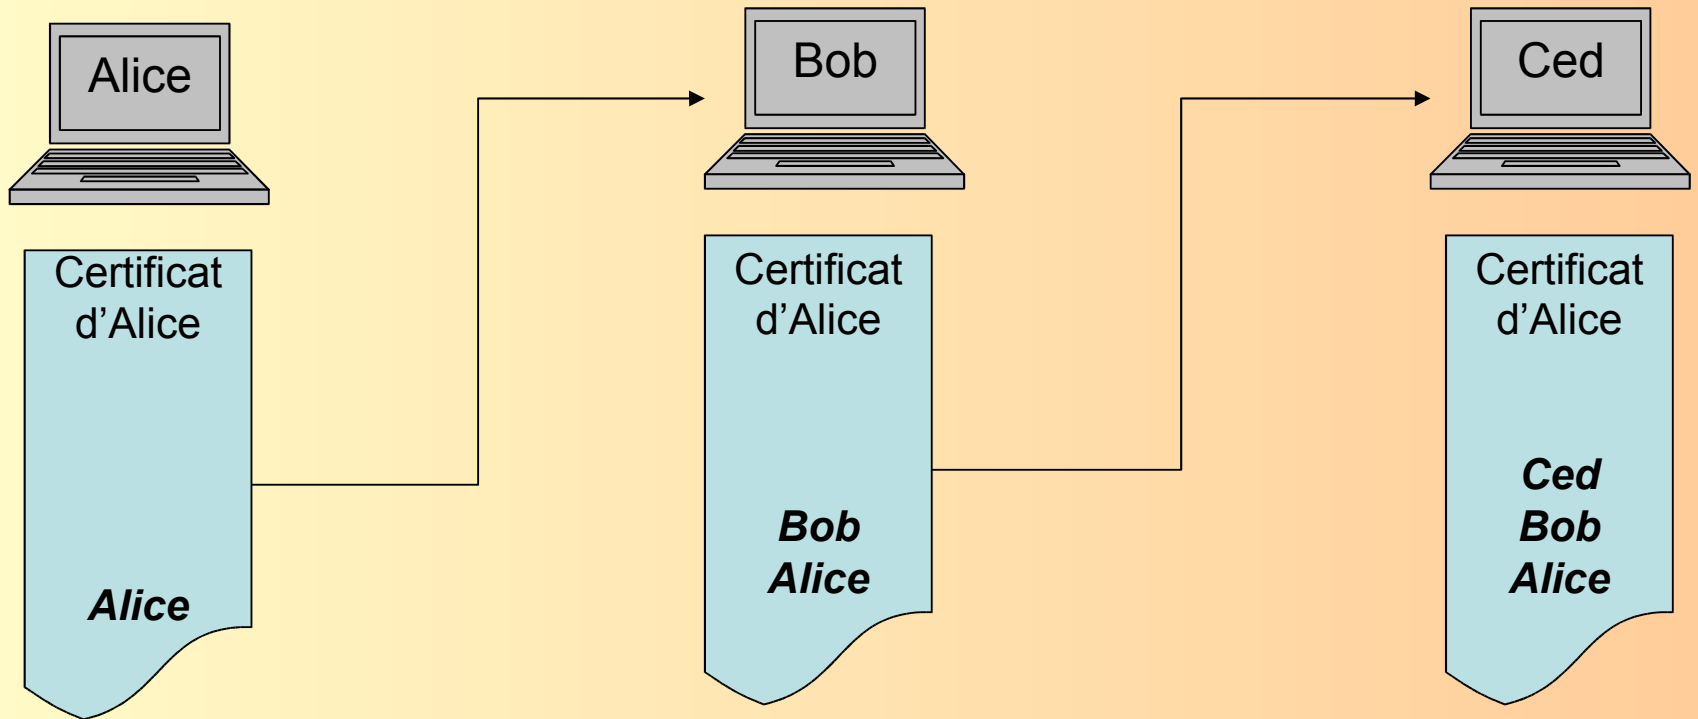 Alice
Bob
Ced
Certificat
d’Alice
Alice
Certificat
d’Alice
Bob
Alice
Certificat
d’Alice
Ced
Bob
Alice